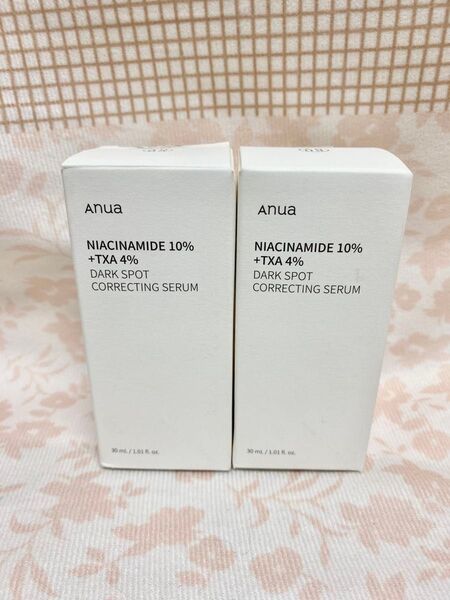 Anua
NIACINAMIDE 10%
+TXA 4%
DARK SPOT
CORRECTING SERUM
30 mL / 1.01 fl. oz.
Anua
NIACINAMIDE 10%
+TXA 4%
DARK SPOT
CORRECTING SERUM
30 mL / 1.01 fl. oz.